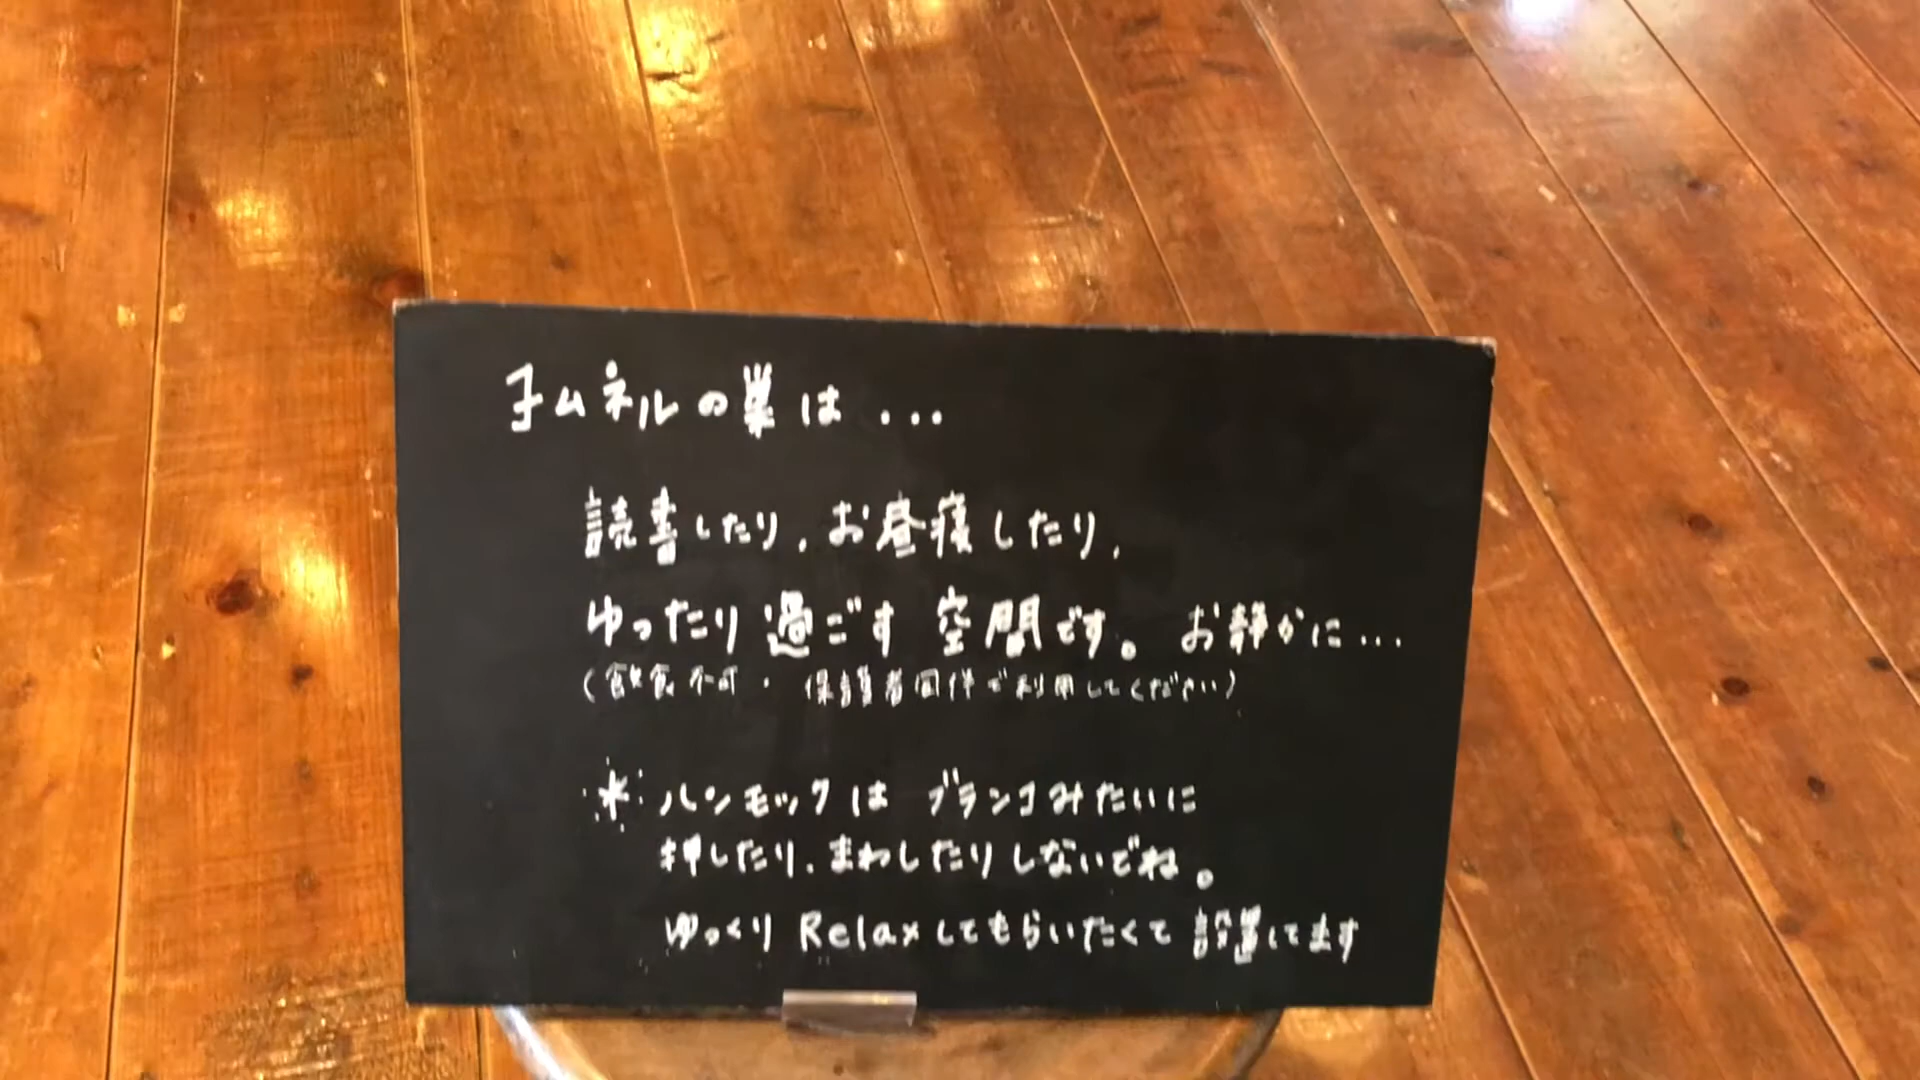 ヨムネルの巣は...
読書したり、お昼寝したり、
ゆったり過ごす空間です。お静かに...
(飲食不可・保護者同伴で利用してください)
＊ハンモックはブランコみたいに
押したり、まわしたりしないでね。
ゆっくりRelaxしてもらいたくて設置してます